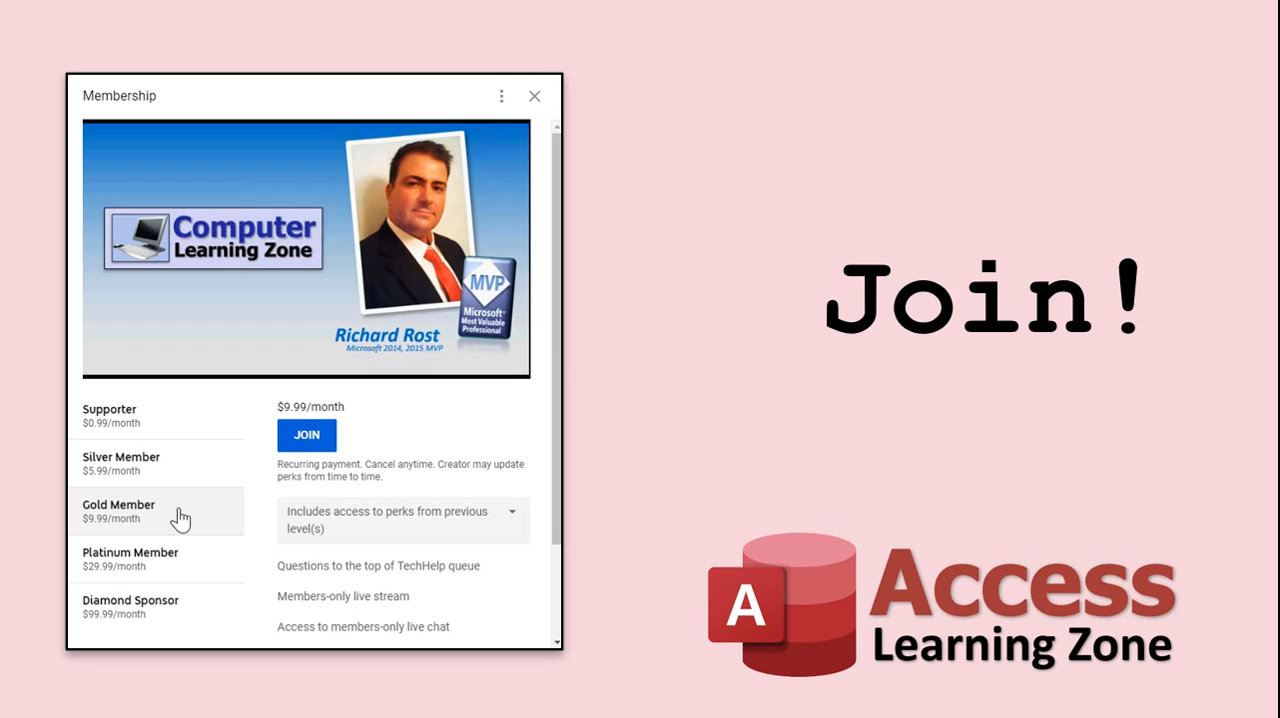 Membership
Computer
Learning Zone
MVP
Microsoft®
Most Valuable
Professional
Richard Rost
Microsoft 2014, 2015 MVP
Supporter
$0.99/month
Silver Member
$5.99/month
Gold Member
$9.99/month
Platinum Member
$29.99/month
Diamond Sponsor
$99.99/month
$9.99/month
JOIN
Recurring payment. Cancel anytime. Creator may update
perks from time to time.
Includes access to perks from previous
level(s)
Questions to the top of TechHelp queue
Members-only live stream
Access to members-only live chat
Join!
A
Access
Learning Zone